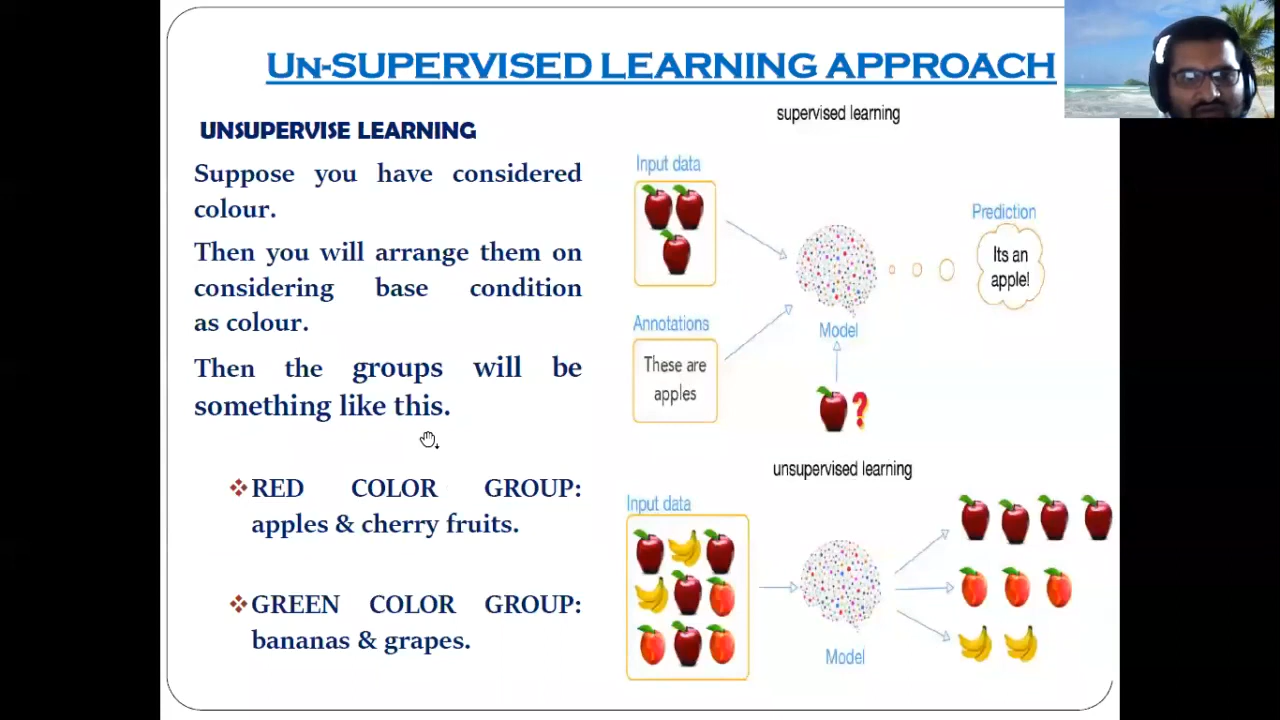 UN-SUPERVISED LEARNING APPROACH
UNSUPERVISE LEARNING
Suppose you have considered
colour.
Then you will arrange them on
considering base condition
as colour.
Then the groups will be
something like this.
RED COLOR GROUP:
apples & cherry fruits.
GREEN COLOR GROUP:
bananas & grapes.
supervised learning
Input data
Annotations
These are
apples
Model
?
Prediction
Its an
apple!
unsupervised learning
Input data
Model